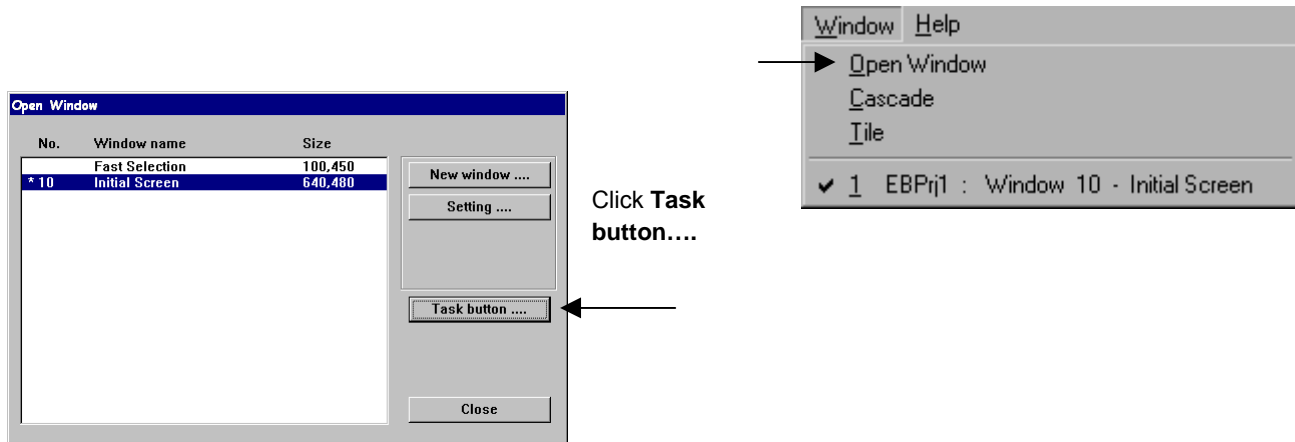 Window Help
Open Window
Cascade
Tile
✔ 1 EBPrj1 : Window 10 - Initial Screen
Open Window
No. Window name Size
Fast Selection 100,450
* 10 Initial Screen 640,480
New window ....
Setting ....
Task button ....
Close
Click Task
button….